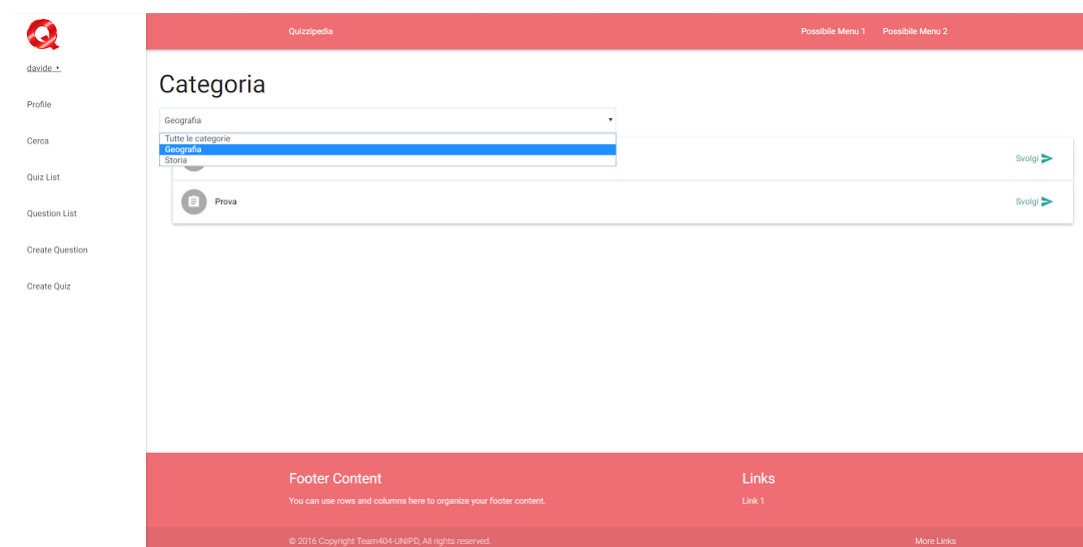 Q
davide
Profile
Cerca
Quiz List
Question List
Create Question
Create Quiz
Quizzipedia
Possibile Menu 1 Possibile Menu 2
Categoria
Geografia
Tutte le categorie
Geografia
Storia
Svolgi
Prova
Svolgi
Footer Content
You can use rows and columns here to organize your footer content.
Links
Link 1
© 2016 Copyright Team404-UNIPD, All rights reserved.
More Links